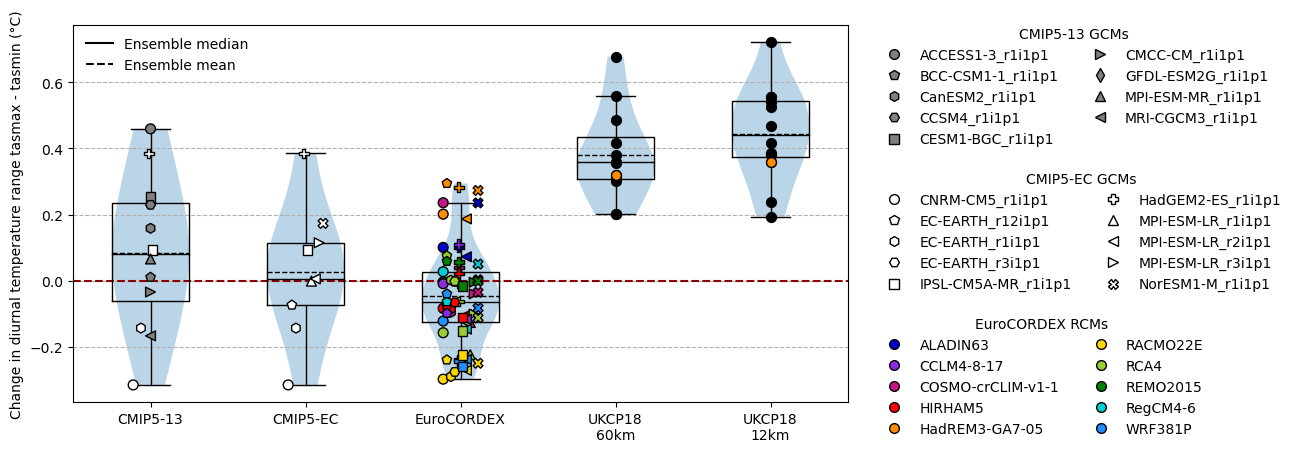 Change in diurnal temperature range tasmax - tasmin (°C)
Ensemble median
Ensemble mean
0.6
0.4
0.2
0.0
−0.2
CMIP5-13
CMIP5-EC
EuroCORDEX
UKCP18
60km
UKCP18
12km
CMIP5-13 GCMs
ACCESS1-3_r1i1p1
BCC-CSM1-1_r1i1p1
CanESM2_r1i1p1
CCSM4_r1i1p1
CESM1-BGC_r1i1p1
CMCC-CM_r1i1p1
GFDL-ESM2G_r1i1p1
MPI-ESM-MR_r1i1p1
MRI-CGCM3_r1i1p1
CMIP5-EC GCMs
CNRM-CM5_r1i1p1
EC-EARTH_r12i1p1
EC-EARTH_r1i1p1
EC-EARTH_r3i1p1
IPSL-CM5A-MR_r1i1p1
HadGEM2-ES_r1i1p1
MPI-ESM-LR_r1i1p1
MPI-ESM-LR_r2i1p1
MPI-ESM-LR_r3i1p1
NorESM1-M_r1i1p1
EuroCORDEX RCMs
ALADIN63
CCLM4-8-17
COSMO-crCLIM-v1-1
HIRHAM5
HadREM3-GA7-05
RACMO22E
RCA4
REMO2015
RegCM4-6
WRF381P